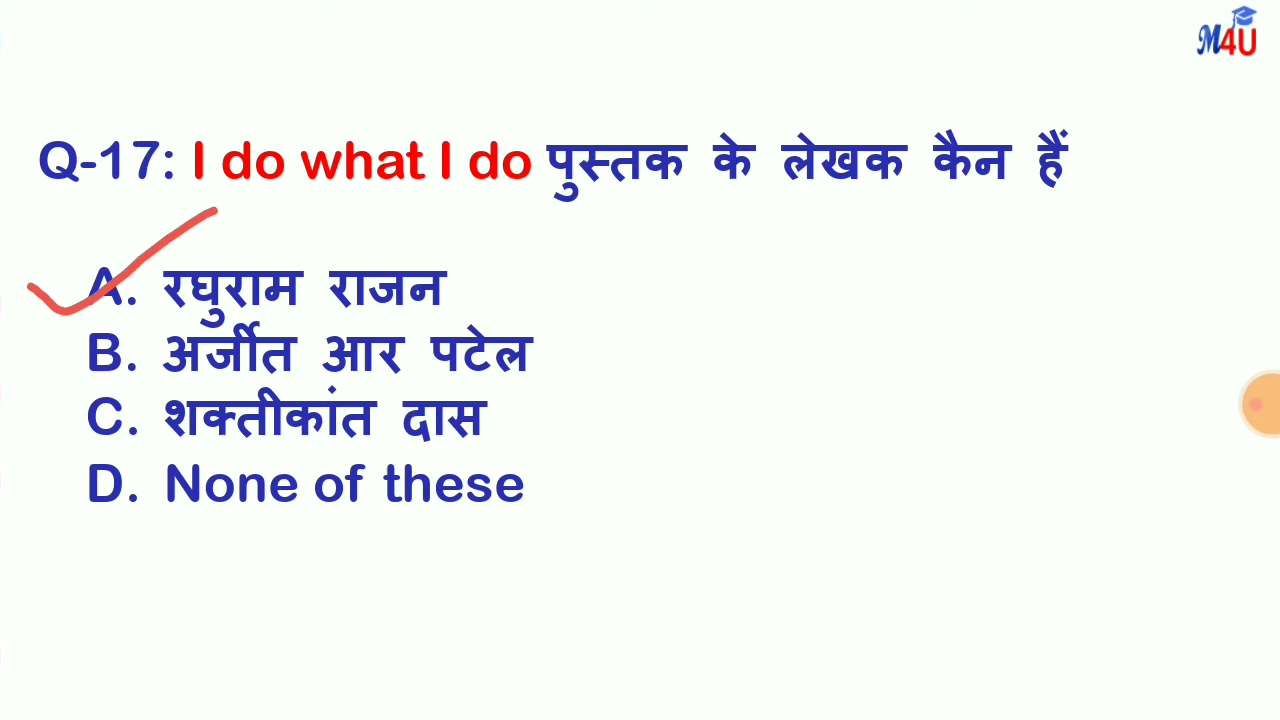 M4U
Q-17: I do what I do पुस्तक के लेखक कैन हैं
A. रघुराम राजन
B. अर्जीत आर पटेल
C. शक्तीकांत दास
D. None of these